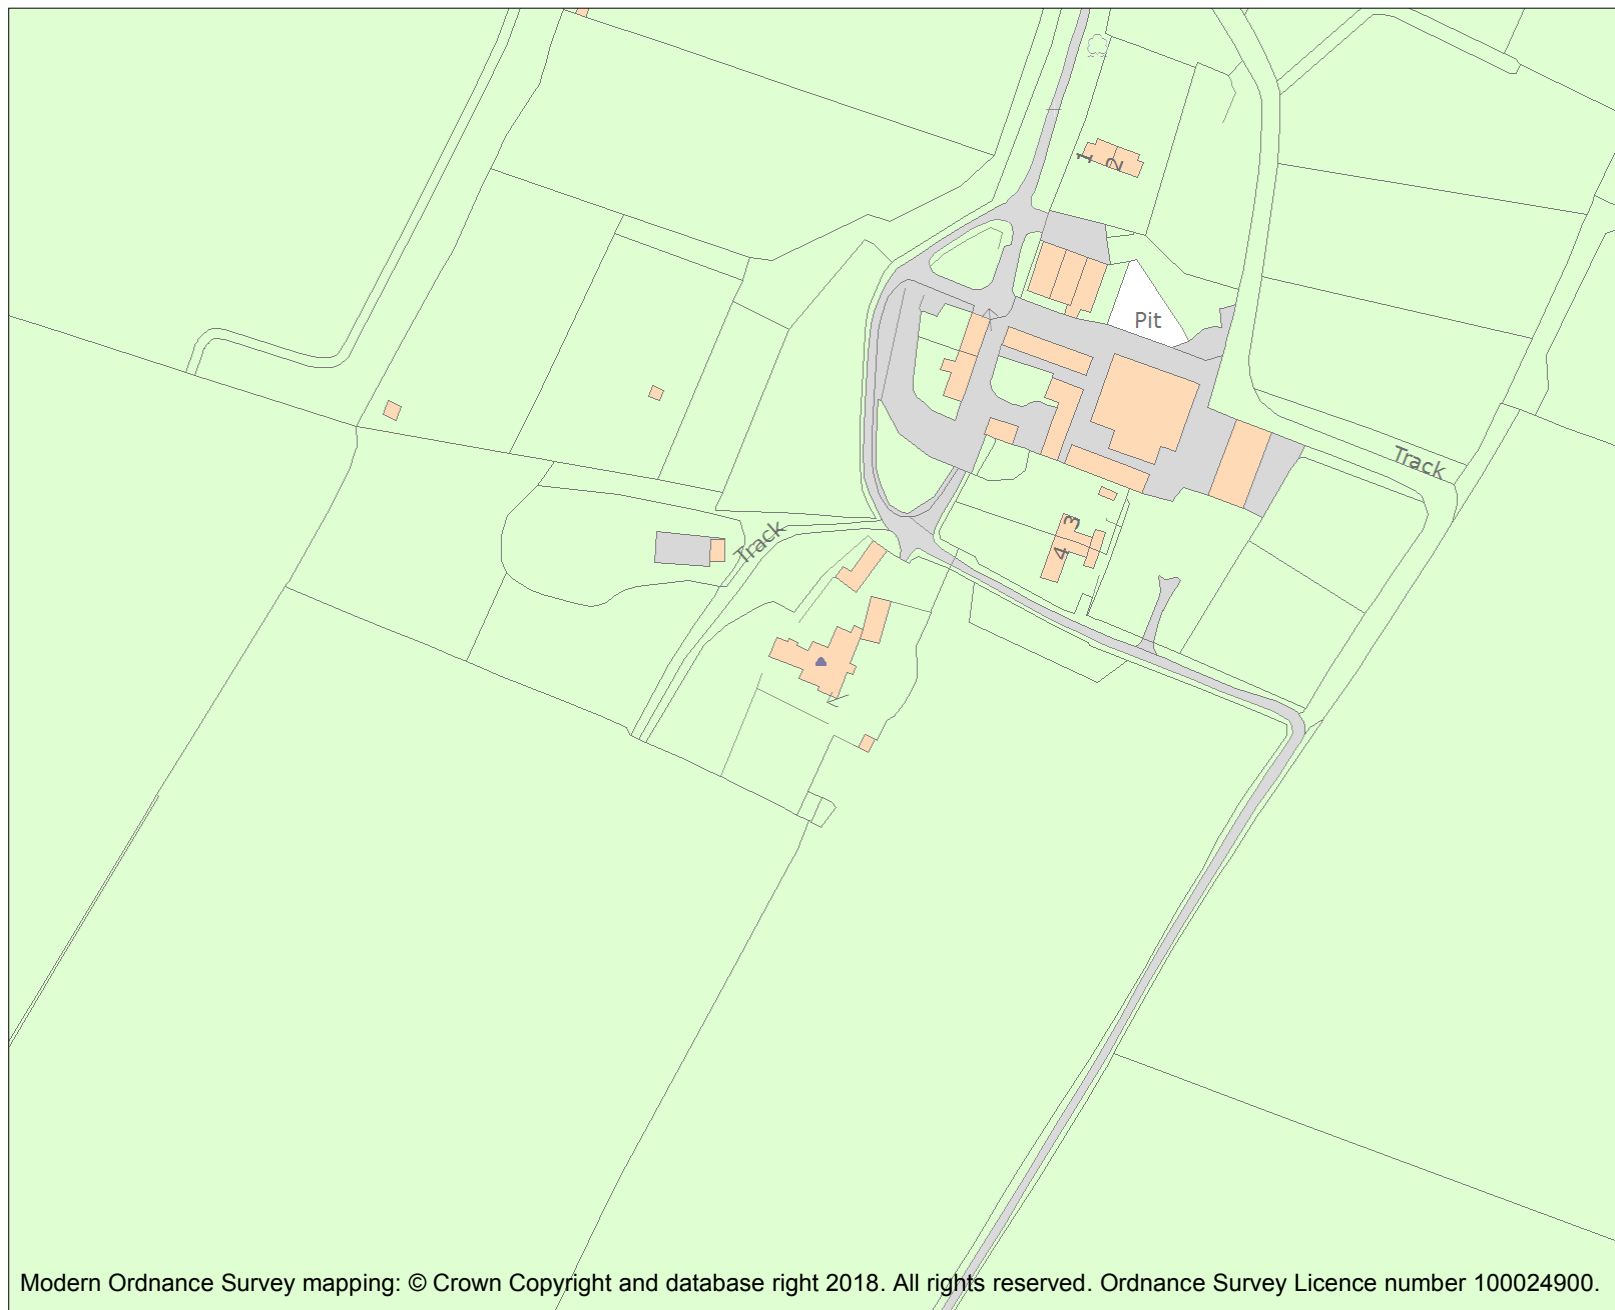 1
2
Pit
Track
3
Track
4
Modern Ordnance Survey mapping: © Crown Copyright and database right 2018. All rights reserved. Ordnance Survey Licence number 100024900.